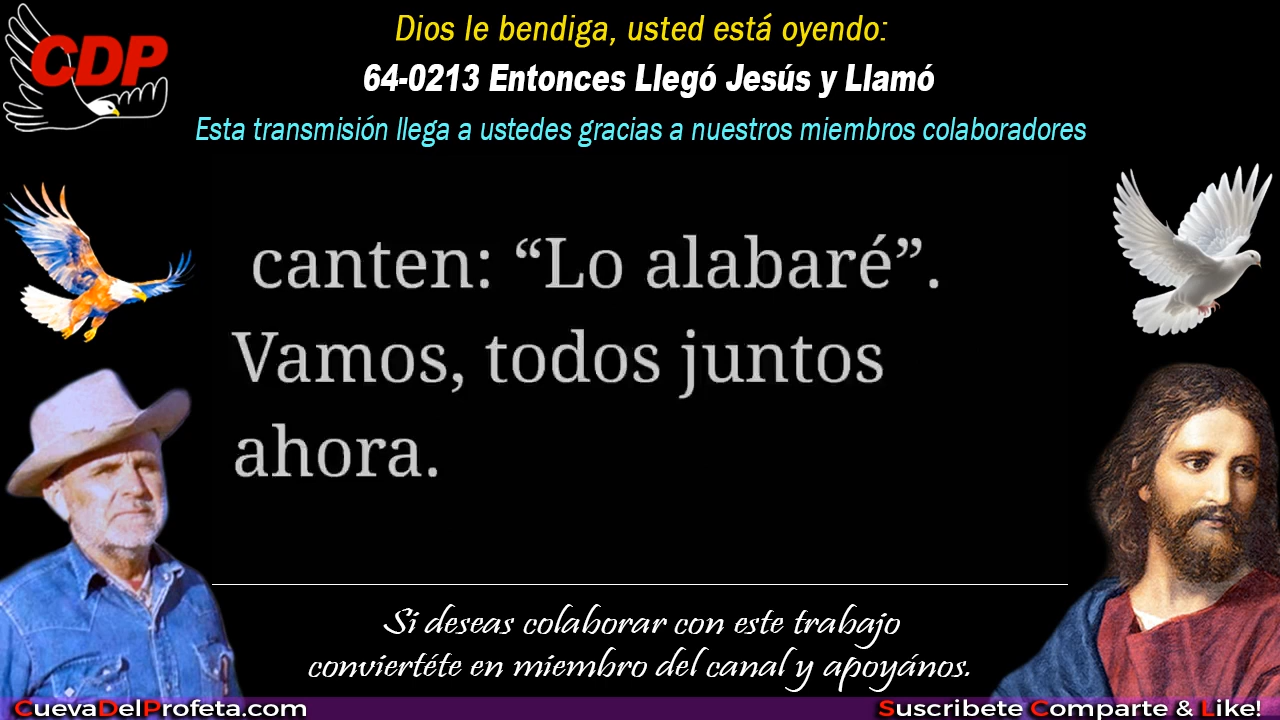 CDP
Dios le bendiga, usted está oyendo:
64-0213 Entonces Llegó Jesús y Llamó
Esta transmisión llega a ustedes gracias a nuestros miembros colaboradores
canten: “Lo alabaré”.
Vamos, todos juntos
ahora.
Si deseas colaborar con este trabajo
conviertéte en miembro del canal y apoyános.
CuevaDelProfeta.com
Suscribete Comparte & Like!